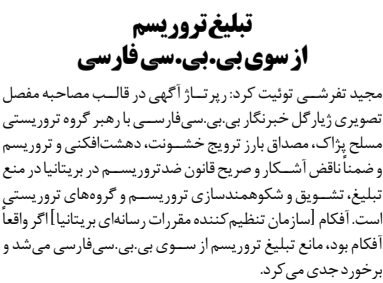 تبلیغ تروریسم
از سوی بی.بی.سی فارسی
مجید تفرشی توئیت کرد: رپرتاژ آگهی در قالب مصاحبه مفصل
تصویری ژیار گل خبرنگار بی.بی.سی‌فارسی با رهبر گروه تروریستی
مسلح پژاک، مصداق بارز ترویج خشونت، دهشت‌افکنی و تروریسم
و ضمناً ناقض آشکار و صریح قانون ضدتروریسم در بریتانیا در منع
تبلیغ، تشویق و شکوهمندسازی تروریسم و گروه‌های تروریستی
است. آفکام [سازمان تنظیم‌کننده مقررات رسانه‌ای بریتانیا] اگر واقعاً
آفکام بود، مانع تبلیغ تروریسم از سوی بی.بی.سی‌فارسی می‌شد و
برخورد جدی می‌کرد.